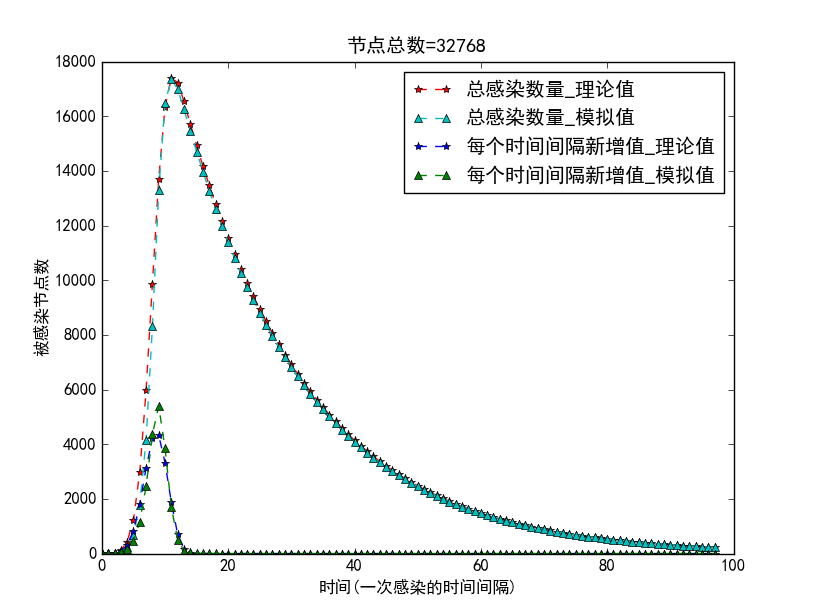 节点总数=32768
18000
16000
14000
12000
10000
8000
6000
4000
2000
0
被感染节点数
总感染数量_理论值
总感染数量_模拟值
每个时间间隔新增值_理论值
每个时间间隔新增值_模拟值
0 20 40 60 80 100
时间(一次感染的时间间隔)